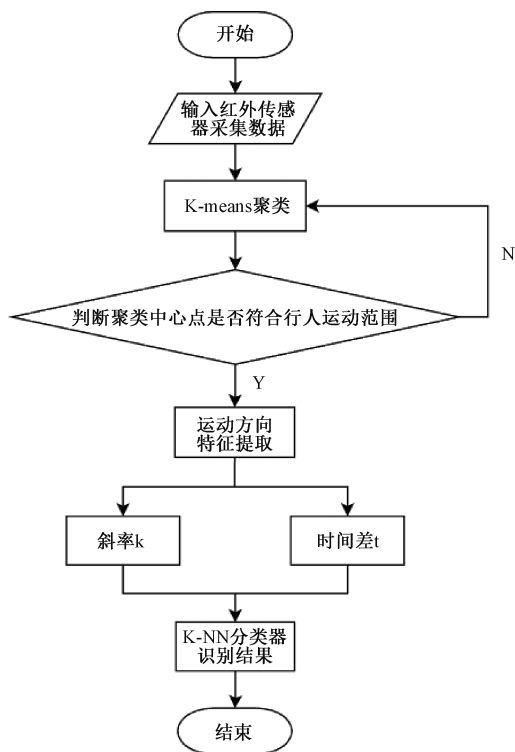 开始
输入红外传感
器采集数据
K-means聚类
N
判断聚类中心点是否符合行人运动范围
Y
运动方向
特征提取
斜率k
时间差t
K-NN分类器
识别结果
结束